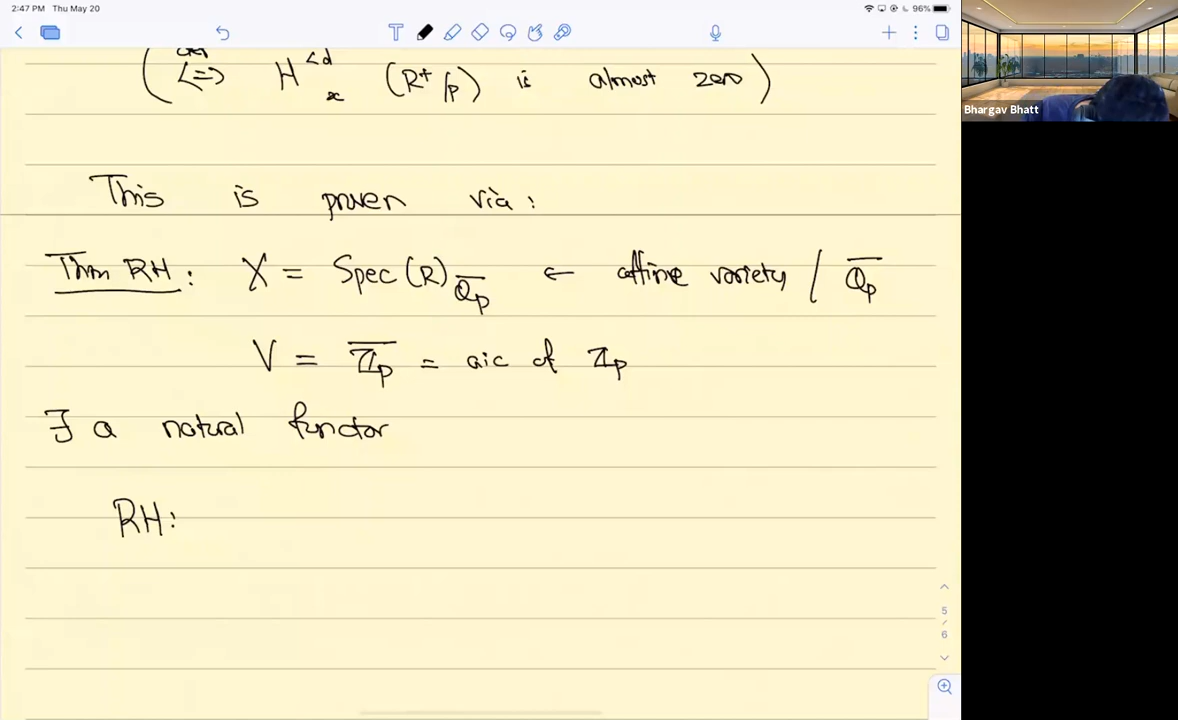 2:47 PM Thu May 20
96%
(<=> H^{<d}_x (R^+/p) is almost zero)
This is proven via:
Thm RH: X = Spec(R)_{\overline{Q_p}} ← affine variety / \overline{Q_p}
V = \overline{Z_p} = aic of Z_p
∃ a natural functor
RH:
5
/
6
Bhargav Bhatt